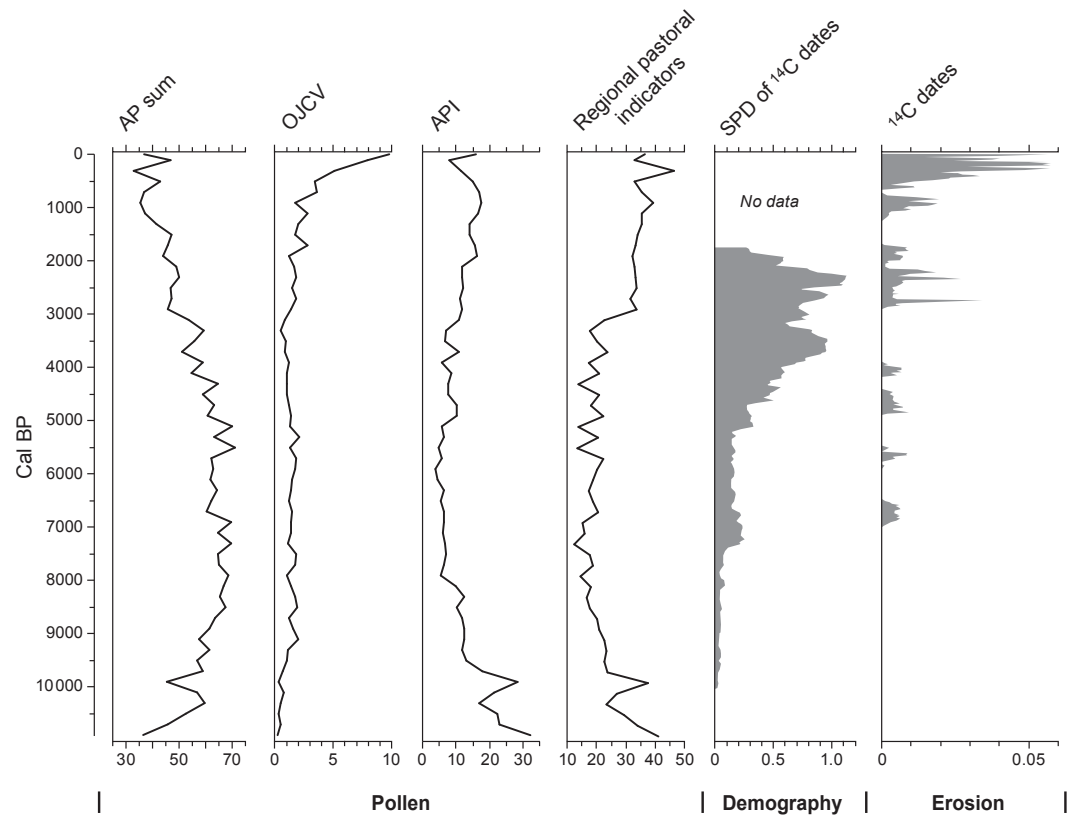 AP sum
OJCV
API
Regional pastoral
indicators
SPD of ¹⁴C dates
¹⁴C dates
Cal BP
0
1000
2000
3000
4000
5000
6000
7000
8000
9000
10 000
No data
30 50 70
0 5 10
0 10 20 30
10 20 30 40 50
0 0.5 1.0
0 0.05
| Pollen | Demography | Erosion |